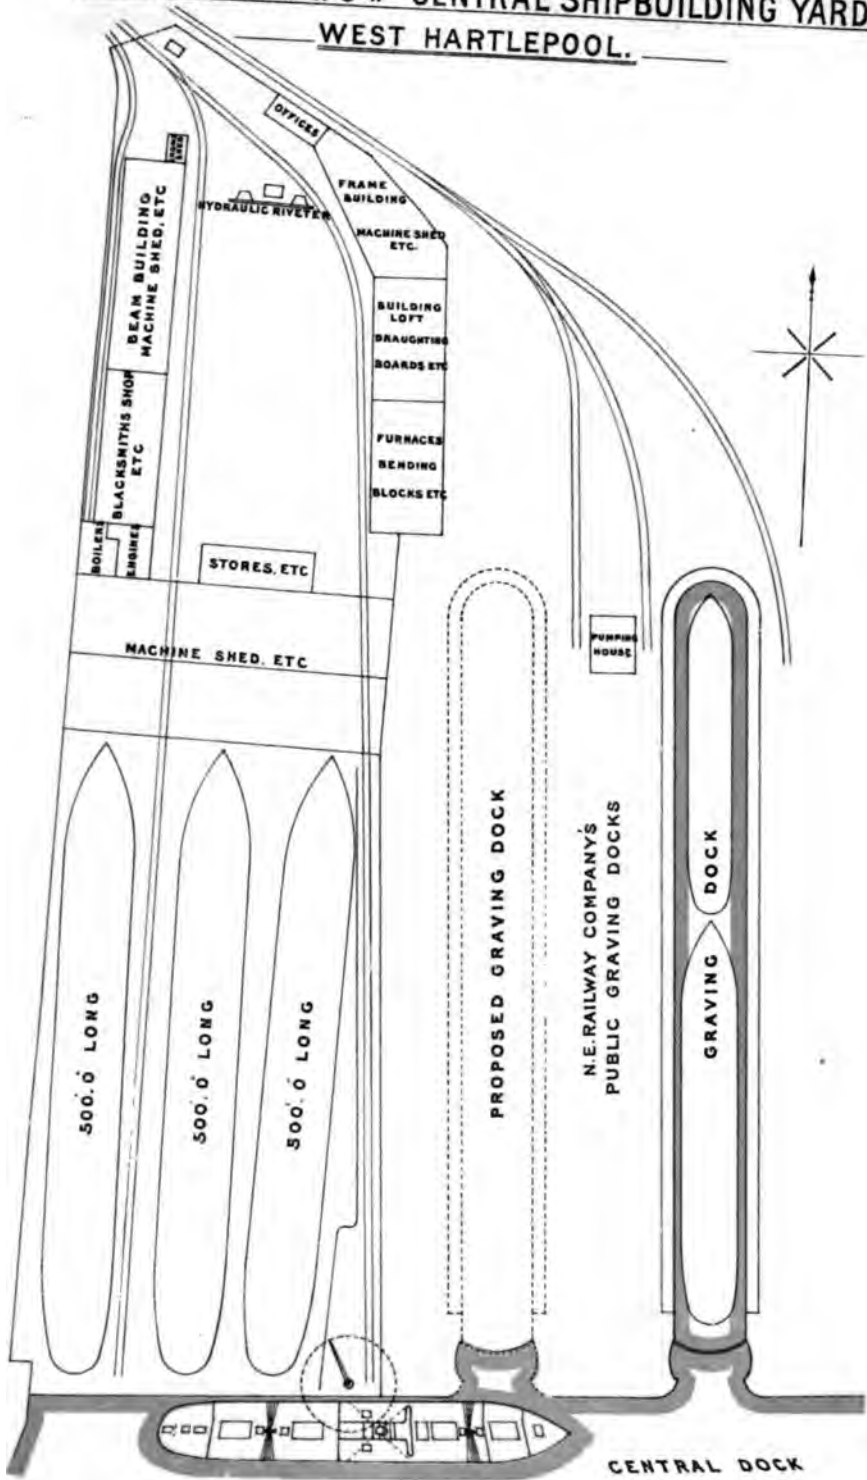 CENTRAL SHIPBUILDING YARD
WEST HARTLEPOOL.
OFFICES
FRAME
BUILDING
MACHINE SHED
ETC.
HYDRAULIC RIVETER
BEAM BUILDING
MACHINE SHED, ETC
BUILDING
LOFT
DRAUGHTING
BOARDS ETC
BLACKSMITHS SHOP
ETC
FURNACES
BENDING
BLOCKS ETC
BOILERS
ENGINES
STORES, ETC
MACHINE SHED. ETC
PUMPING
HOUSE
500'. 0" LONG
500'. 0" LONG
500'. 0" LONG
PROPOSED GRAVING DOCK
N.E. RAILWAY COMPANY'S
PUBLIC GRAVING DOCKS
GRAVING DOCK
CENTRAL DOCK